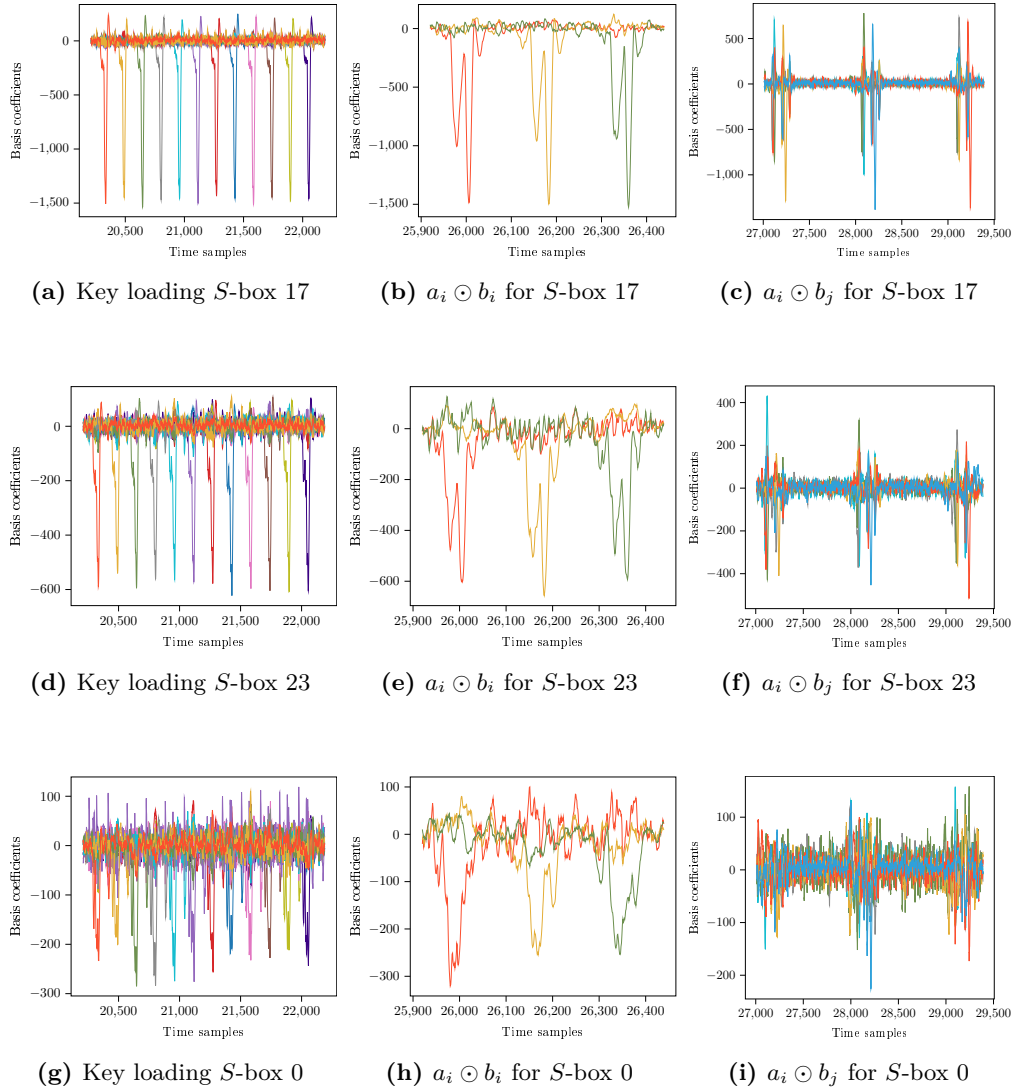 0
−500
−1,000
−1,500
20,500 21,000 21,500 22,000
Time samples
Basis coefficients
(a) Key loading S-box 17
0
−500
−1,000
−1,500
25,900 26,000 26,100 26,200 26,300 26,400
Time samples
Basis coefficients
(b) a_i ⊙ b_i for S-box 17
500
0
−500
−1,000
27,000 27,500 28,000 28,500 29,000 29,500
Time samples
Basis coefficients
(c) a_i ⊙ b_j for S-box 17
0
−200
−400
−600
20,500 21,000 21,500 22,000
Time samples
Basis coefficients
(d) Key loading S-box 23
0
−200
−400
−600
25,900 26,000 26,100 26,200 26,300 26,400
Time samples
Basis coefficients
(e) a_i ⊙ b_i for S-box 23
400
200
0
−200
−400
27,000 27,500 28,000 28,500 29,000 29,500
Time samples
Basis coefficients
(f) a_i ⊙ b_j for S-box 23
100
0
−100
−200
−300
20,500 21,000 21,500 22,000
Time samples
Basis coefficients
(g) Key loading S-box 0
100
0
−100
−200
−300
25,900 26,000 26,100 26,200 26,300 26,400
Time samples
Basis coefficients
(h) a_i ⊙ b_i for S-box 0
100
0
−100
−200
27,000 27,500 28,000 28,500 29,000 29,500
Time samples
Basis coefficients
(i) a_i ⊙ b_j for S-box 0